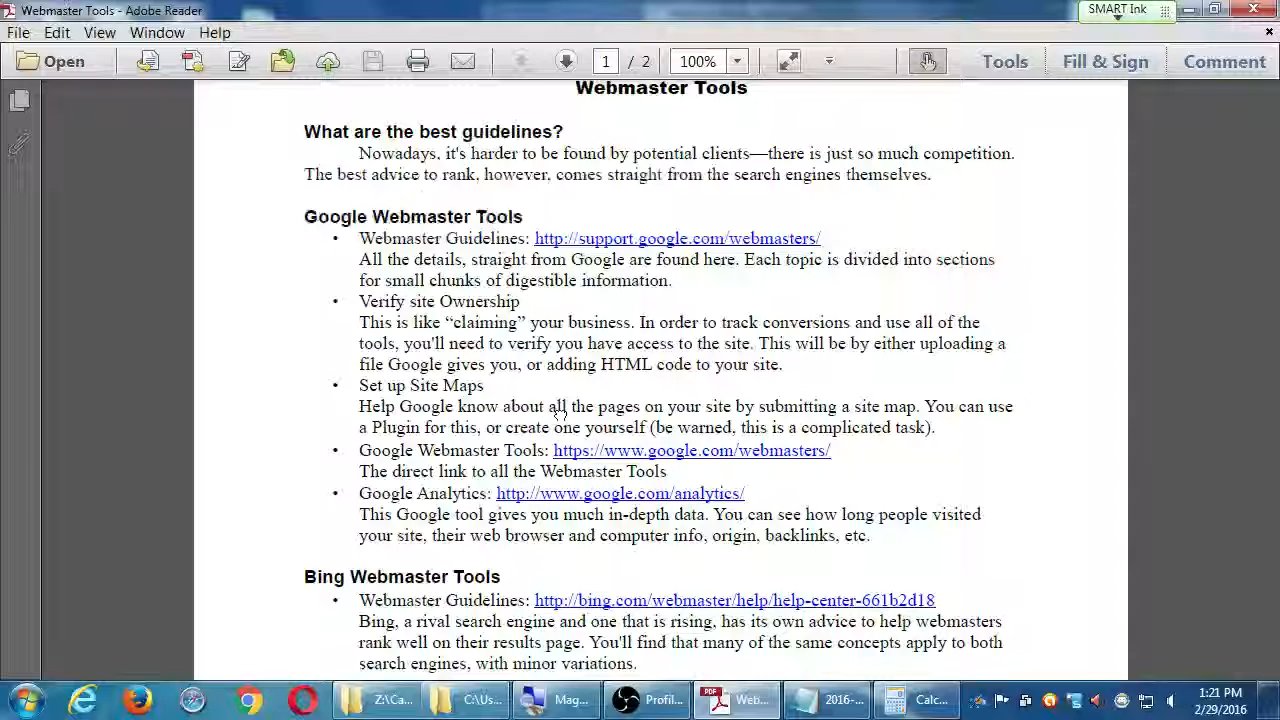 Webmaster Tools - Adobe Reader
SMART Ink
File Edit View Window Help
Open
1 / 2
100%
Tools
Fill & Sign
Comment
Webmaster Tools
What are the best guidelines?
Nowadays, it's harder to be found by potential clients—there is just so much competition.
The best advice to rank, however, comes straight from the search engines themselves.
Google Webmaster Tools
• Webmaster Guidelines: http://support.google.com/webmasters/
All the details, straight from Google are found here. Each topic is divided into sections
for small chunks of digestible information.
• Verify site Ownership
This is like “claiming” your business. In order to track conversions and use all of the
tools, you'll need to verify you have access to the site. This will be by either uploading a
file Google gives you, or adding HTML code to your site.
• Set up Site Maps
Help Google know about all the pages on your site by submitting a site map. You can use
a Plugin for this, or create one yourself (be warned, this is a complicated task).
• Google Webmaster Tools: https://www.google.com/webmasters/
The direct link to all the Webmaster Tools
• Google Analytics: http://www.google.com/analytics/
This Google tool gives you much in-depth data. You can see how long people visited
your site, their web browser and computer info, origin, backlinks, etc.
Bing Webmaster Tools
• Webmaster Guidelines: http://bing.com/webmaster/help/help-center-661b2d18
Bing, a rival search engine and one that is rising, has its own advice to help webmasters
rank well on their results page. You'll find that many of the same concepts apply to both
search engines, with minor variations.
Z:\Ca... C:\Us... Mag... Profil... Web... 2016-... Calc...
1:21 PM
2/29/2016